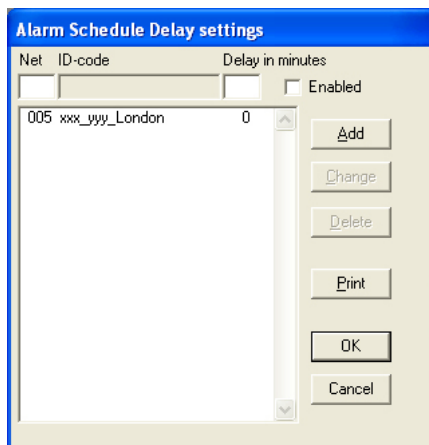 Alarm Schedule Delay settings
Net ID-code Delay in minutes
Enabled
005 xxx_yyy_London 0
Add
Change
Delete
Print
OK
Cancel